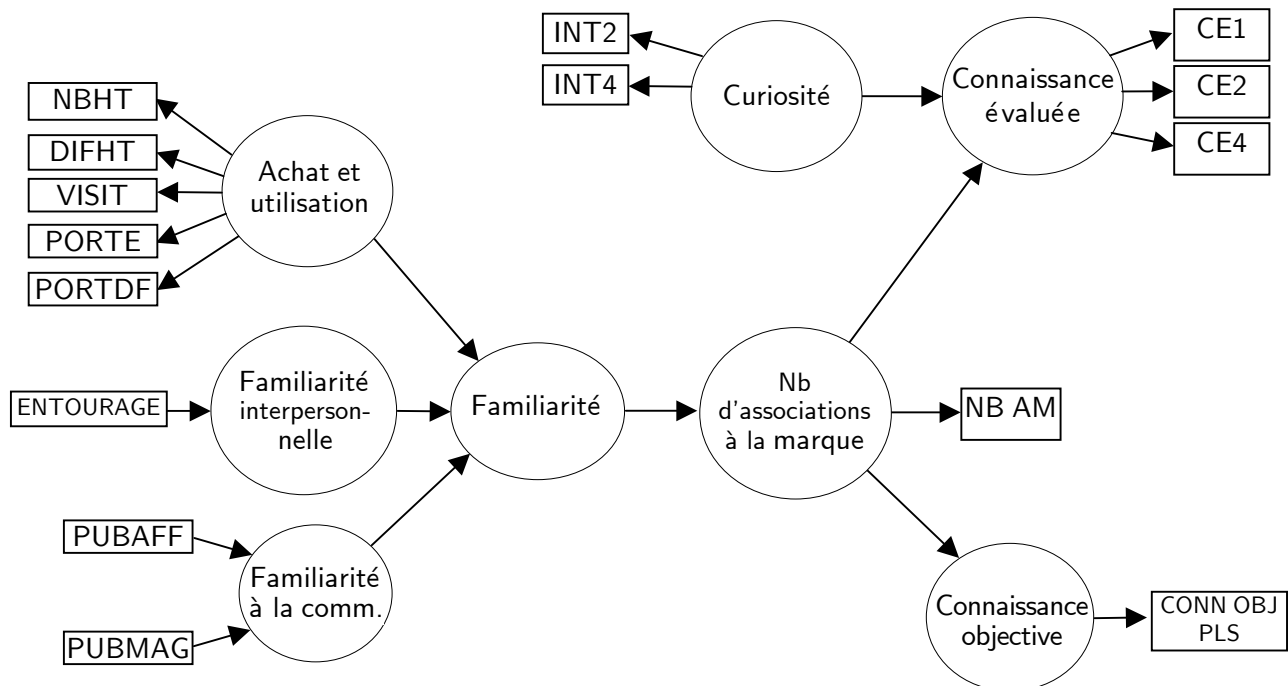 INT2
INT4
Curiosité
Connaissance
évaluée
CE1
CE2
CE4
NBHT
DIFHT
VISIT
PORTE
PORTDF
Achat et
utilisation
ENTOURAGE
Familiarité
interperson-
nelle
Familiarité
Nb
d'associations
à la marque
NB AM
PUBAFF
PUBMAG
Familiarité
à la comm.
Connaissance
objective
CONN OBJ
PLS